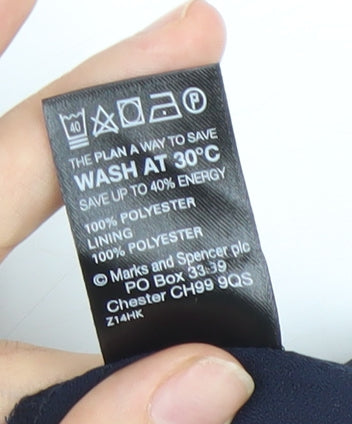 40 P
THE PLAN A WAY TO SAVE
WASH AT 30°C
SAVE UP TO 40% ENERGY
100% POLYESTER
LINING
100% POLYESTER
© Marks and Spencer plc
PO Box 3339
Chester CH99 9QS
Z14HK